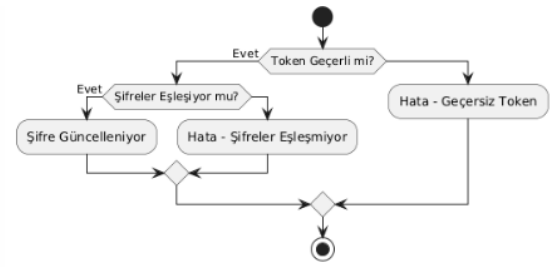 Token Geçerli mi?
Evet
Şifreler Eşleşiyor mu?
Evet
Hata - Geçersiz Token
Şifre Güncelleniyor
Hata - Şifreler Eşleşmiyor